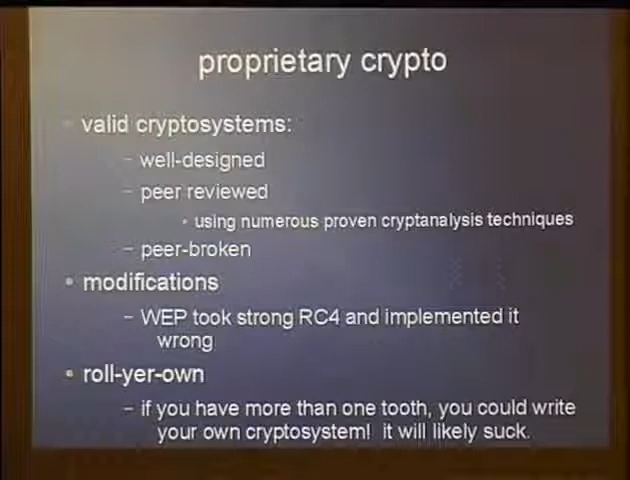 proprietary crypto
• valid cryptosystems:
– well-designed
– peer reviewed
• using numerous proven cryptanalysis techniques
– peer-broken
• modifications
– WEP took strong RC4 and implemented it
wrong
• roll-yer-own
– if you have more than one tooth, you could write
your own cryptosystem! it will likely suck.